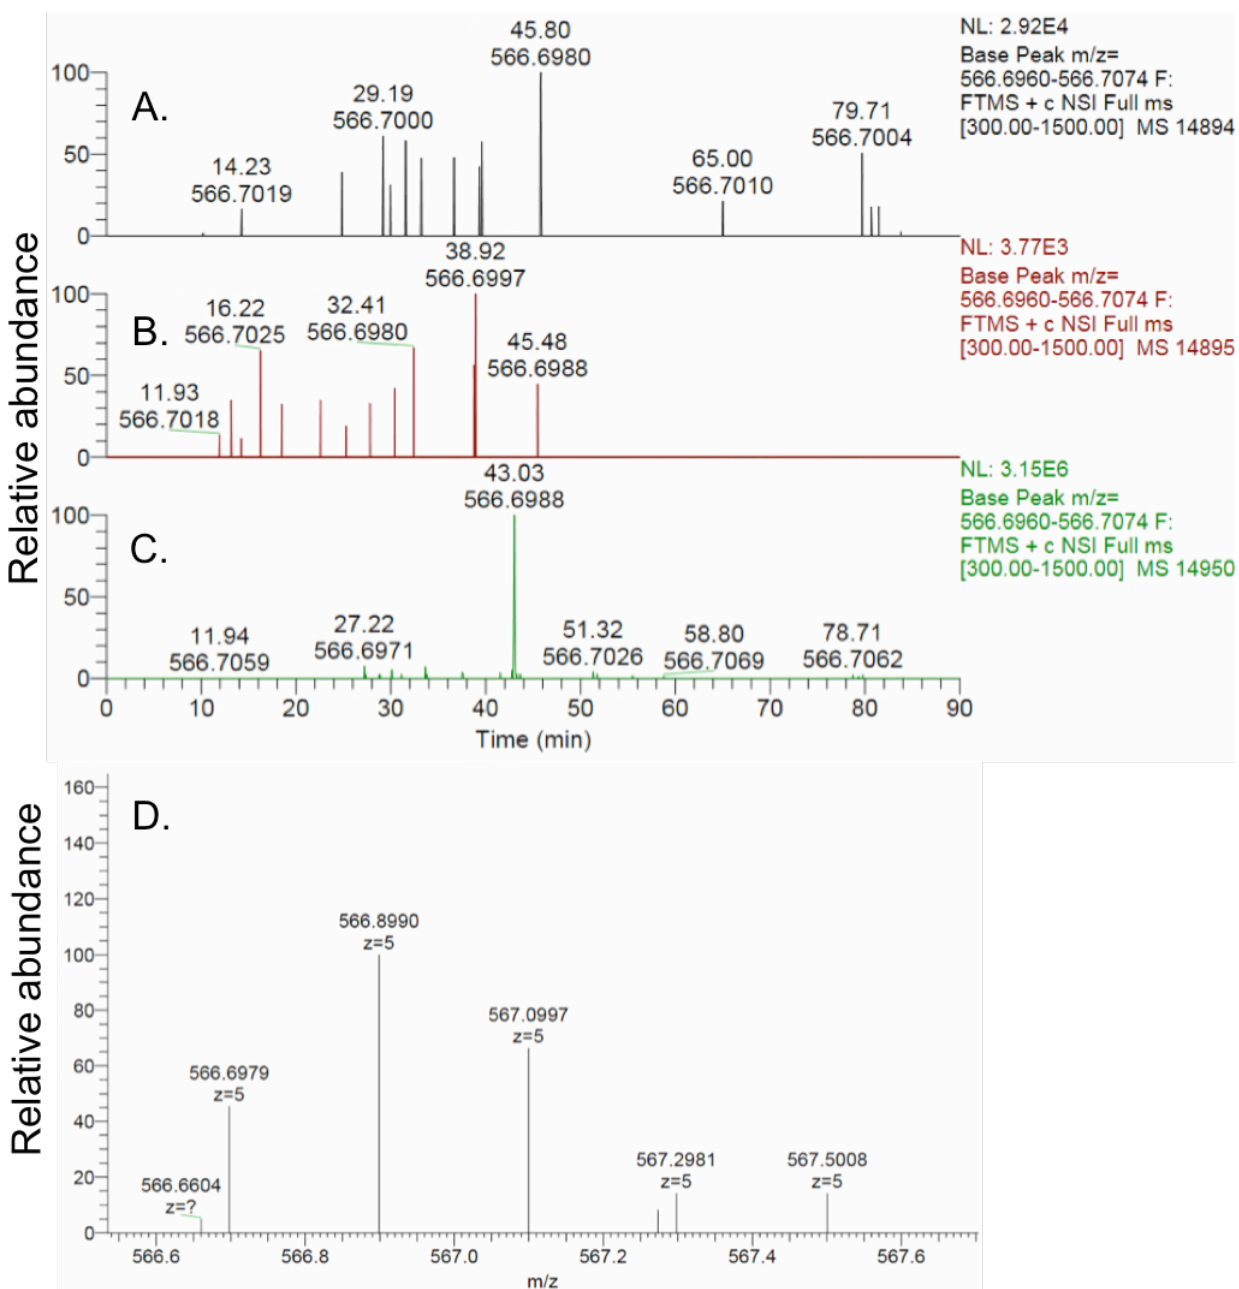 45.80
566.6980
NL: 2.92E4
Base Peak m/z=
566.6960-566.7074 F:
FTMS + c NSI Full ms
[300.00-1500.00] MS 14894
100
A.
29.19
566.7000
79.71
566.7004
50
14.23
566.7019
65.00
566.7010
0
38.92
566.6997
NL: 3.77E3
Base Peak m/z=
566.6960-566.7074 F:
FTMS + c NSI Full ms
[300.00-1500.00] MS 14895
100
B.
16.22
566.7025
32.41
566.6980
45.48
566.6988
50
11.93
566.7018
0
Relative abundance
43.03
566.6988
NL: 3.15E6
Base Peak m/z=
566.6960-566.7074 F:
FTMS + c NSI Full ms
[300.00-1500.00] MS 14950
100
C.
50
11.94
566.7059
27.22
566.6971
51.32
566.7026
58.80
566.7069
78.71
566.7062
0
0 10 20 30 40 50 60 70 80 90
Time (min)
D.
Relative abundance
160
140
120
100
80
60
40
20
0
566.8990
z=5
567.0997
z=5
566.6979
z=5
566.6604
z=?
567.2981
z=5
567.5008
z=5
566.6 566.8 567.0 567.2 567.4 567.6
m/z